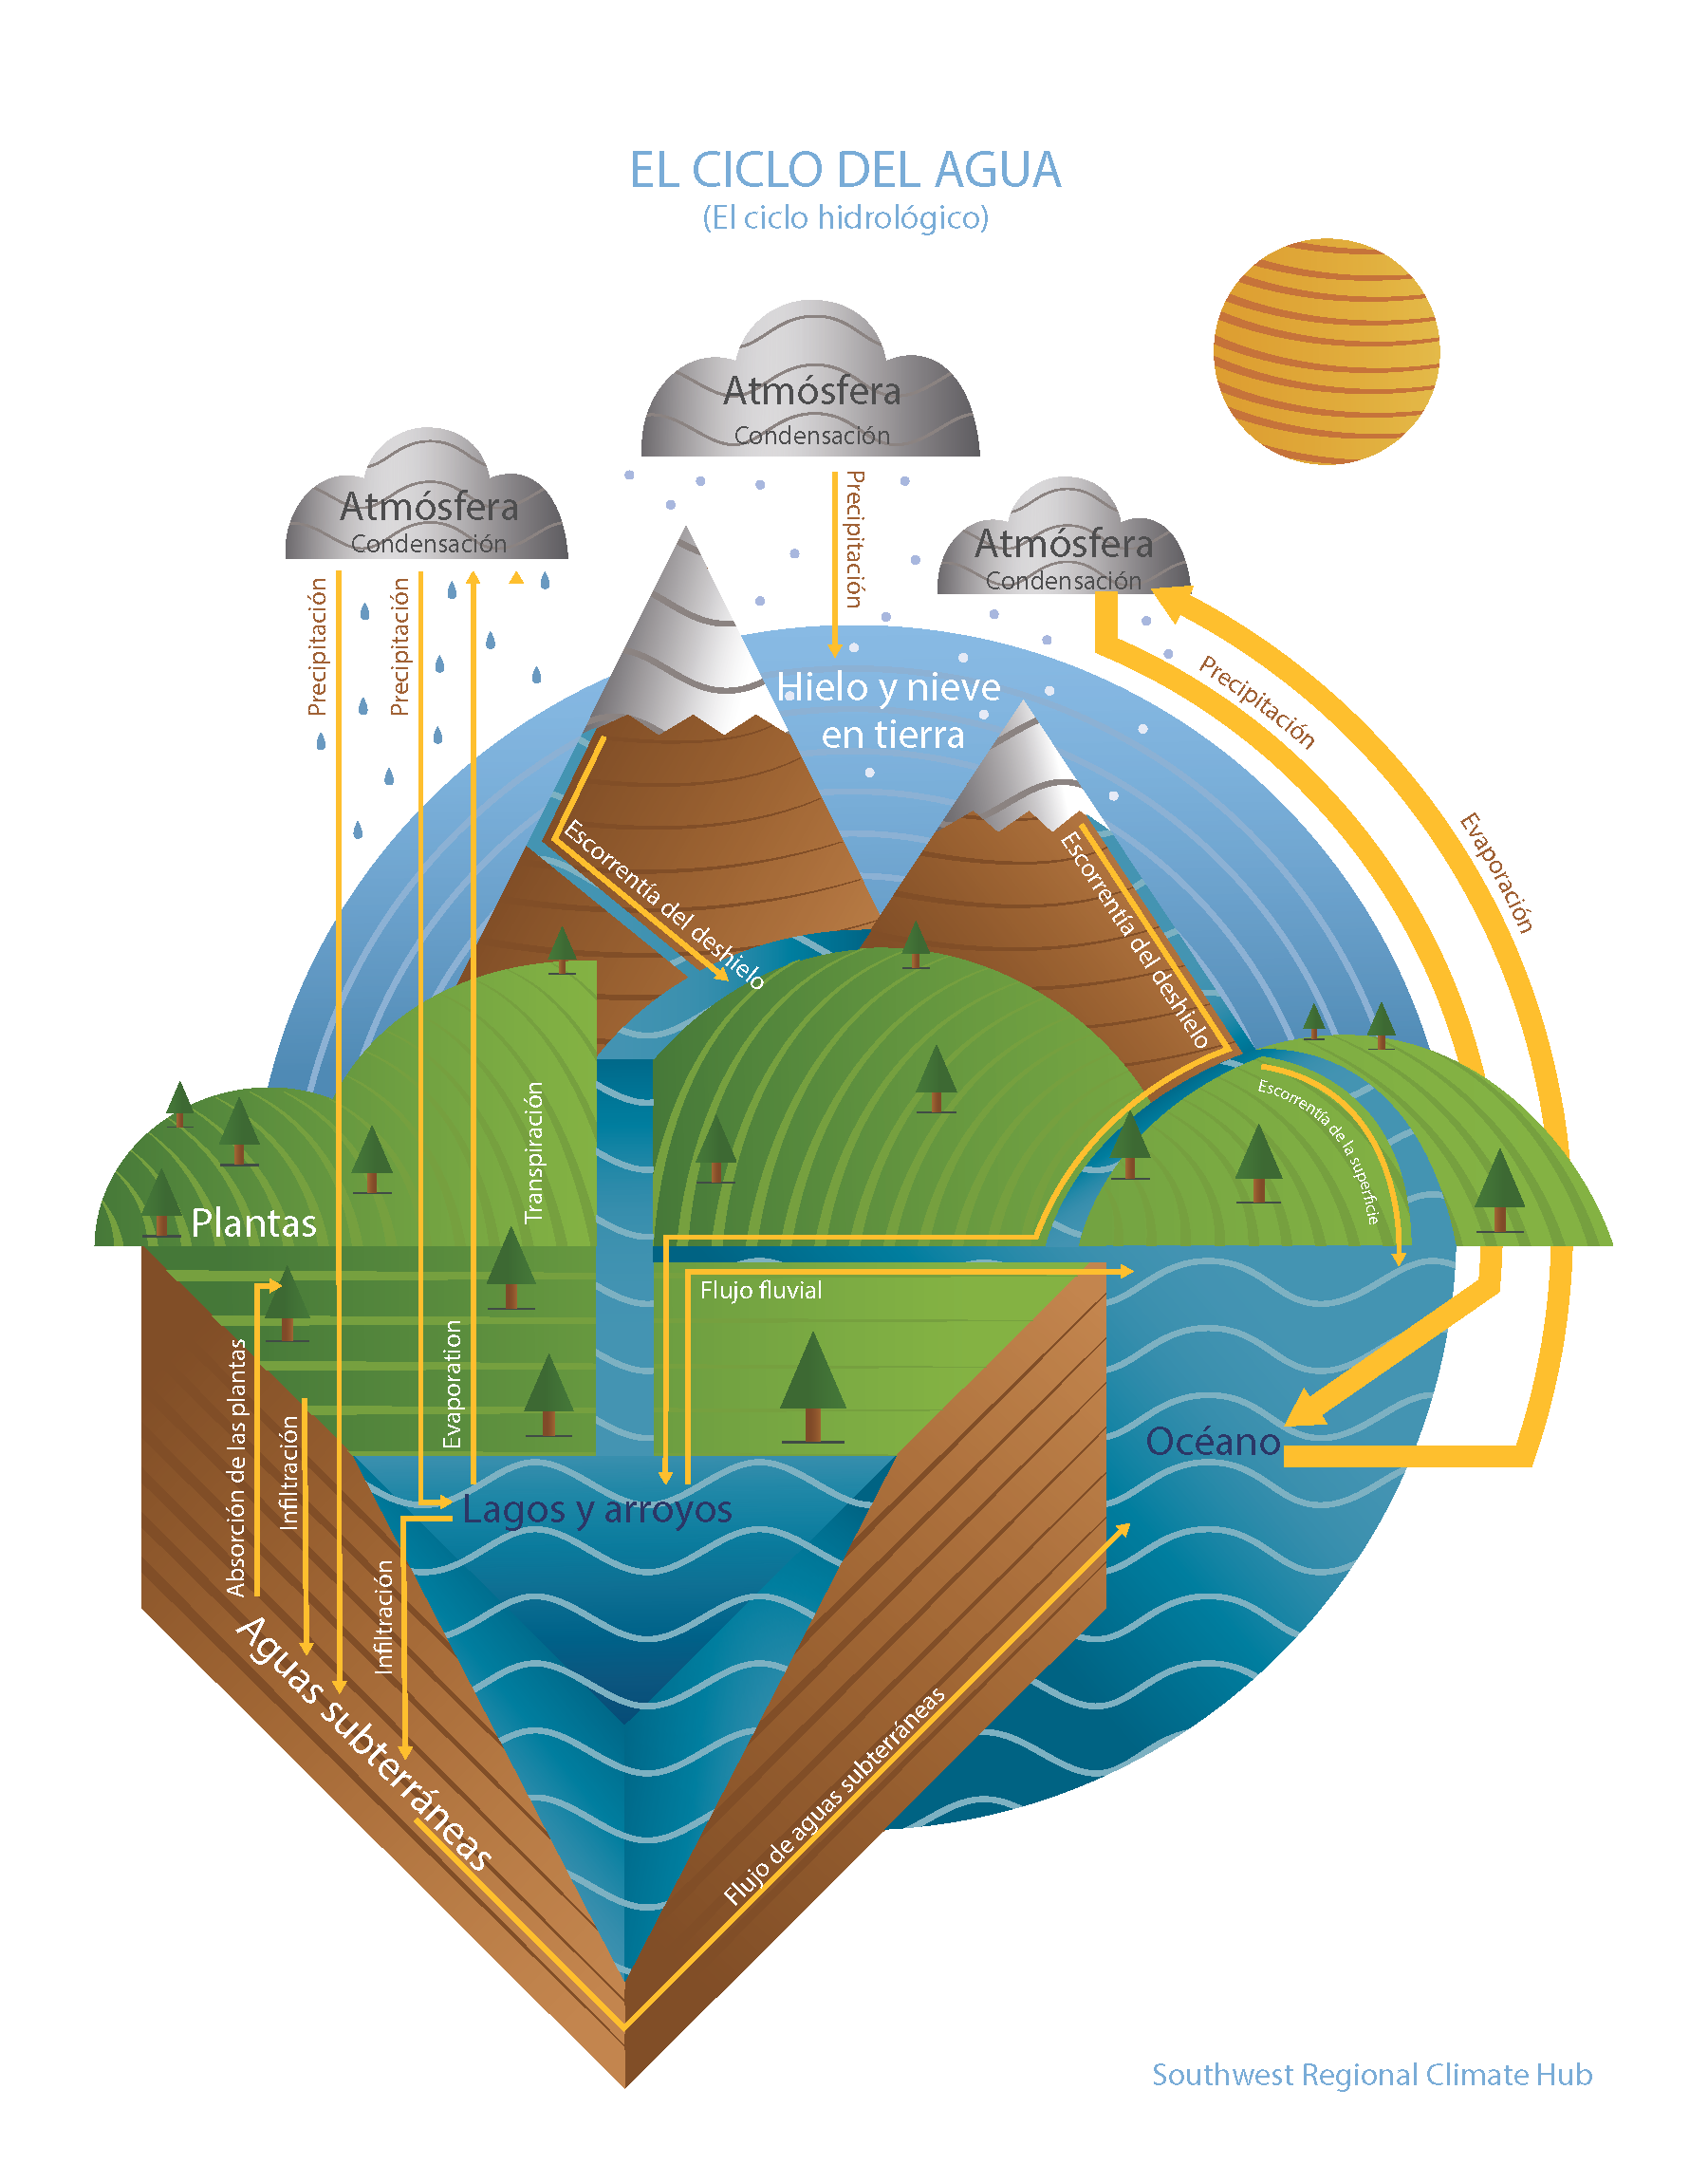 EL CICLO DEL AGUA
(El ciclo hidrológico)
Atmósfera
Condensación
Atmósfera
Condensación
Atmósfera
Condensación
Precipitación
Precipitación
Precipitación
Precipitación
Hielo y nieve
en tierra
Evaporación
Escorrentía del deshielo
Escorrentía del deshielo
Escorrentía de la superficie
Transpiración
Plantas
Flujo fluvial
Evaporation
Absorción de las plantas
Infiltración
Océano
Lagos y arroyos
Infiltración
Aguas subterráneas
Flujo de aguas subterráneas
Southwest Regional Climate Hub